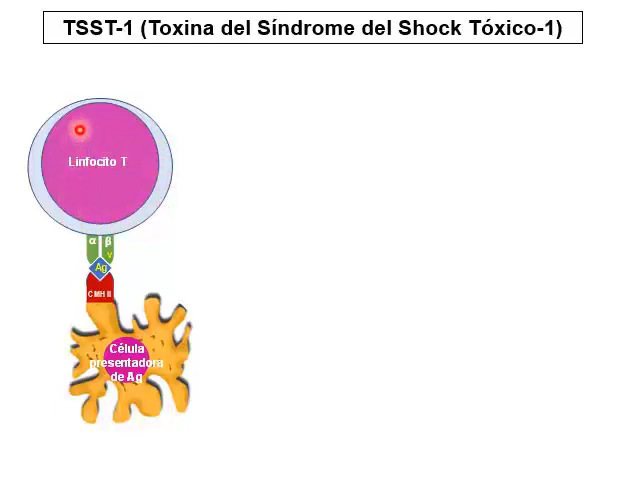 TSST-1 (Toxina del Síndrome del Shock Tóxico-1)
Linfocito T
α β
V
Ag
CMH II
Célula
presentadora
de Ag